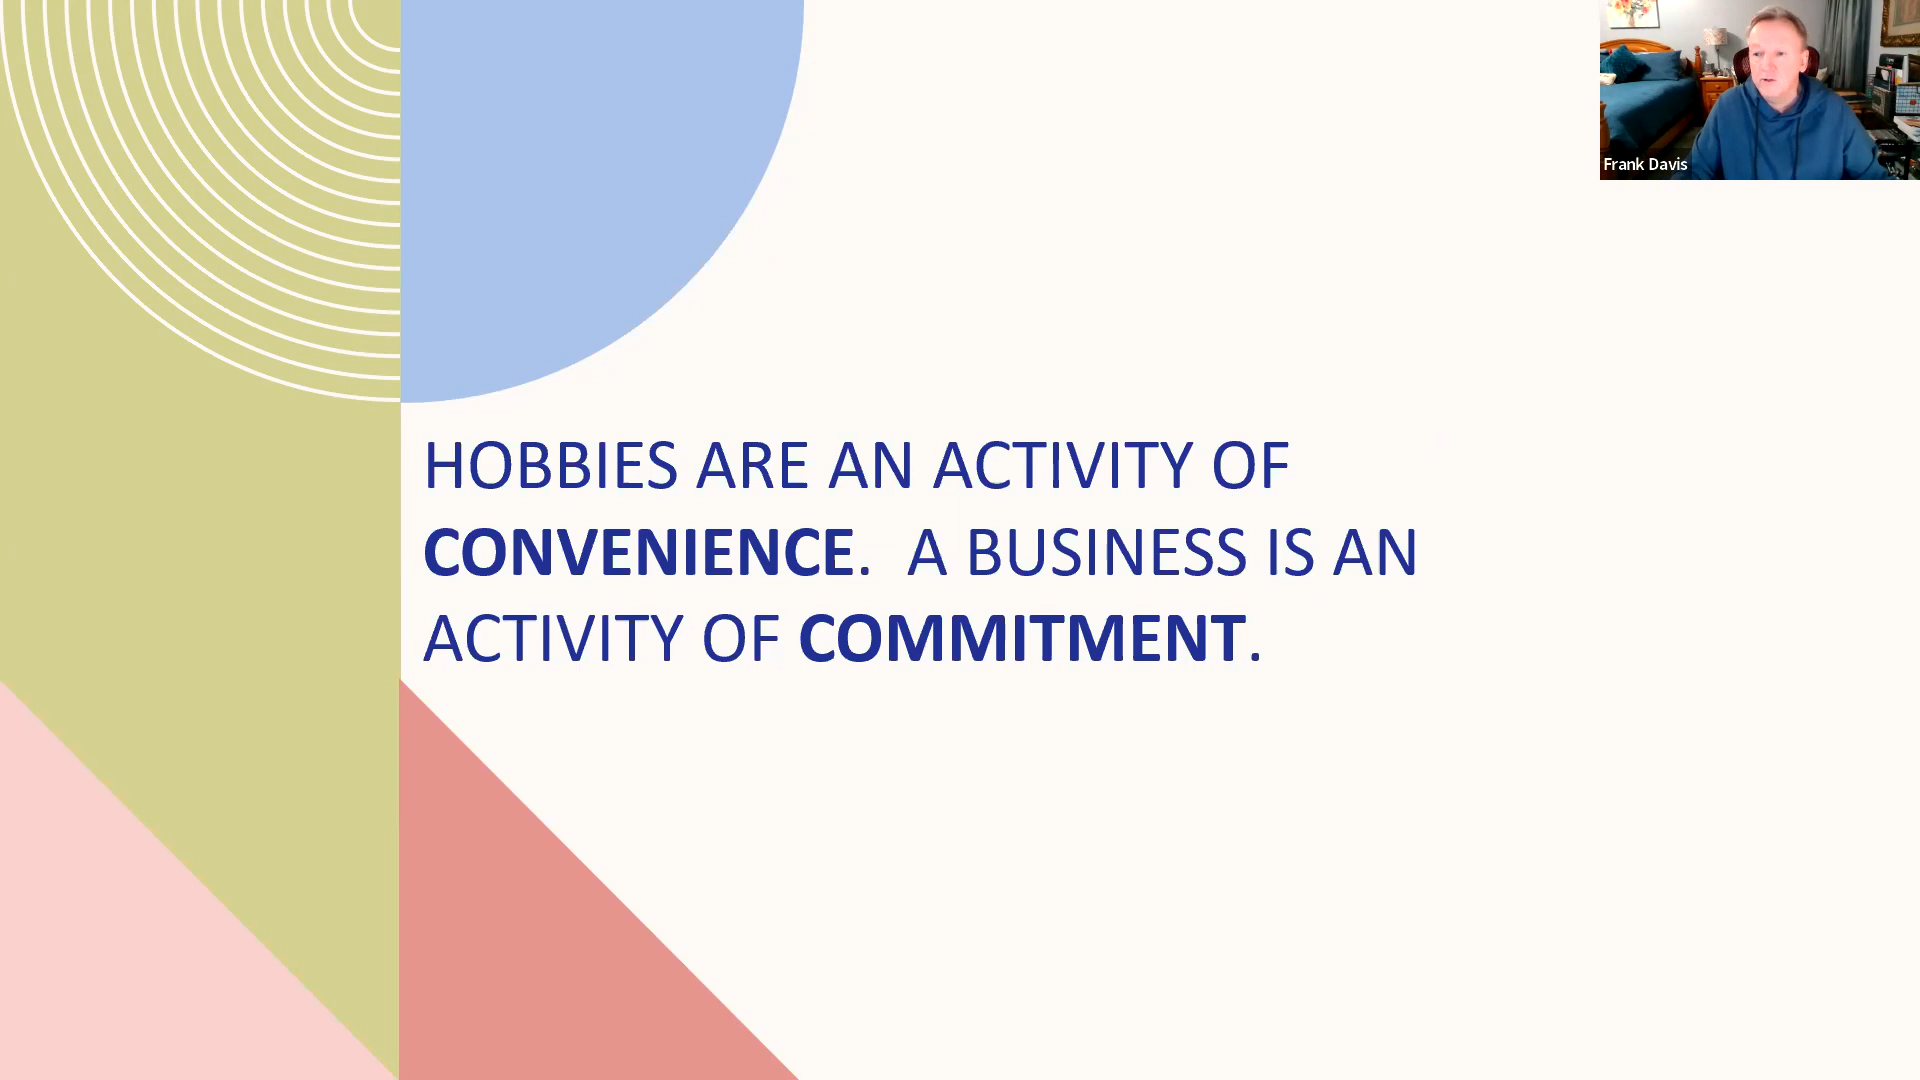 Frank Davis
HOBBIES ARE AN ACTIVITY OF
CONVENIENCE.  A BUSINESS IS AN
ACTIVITY OF COMMITMENT.